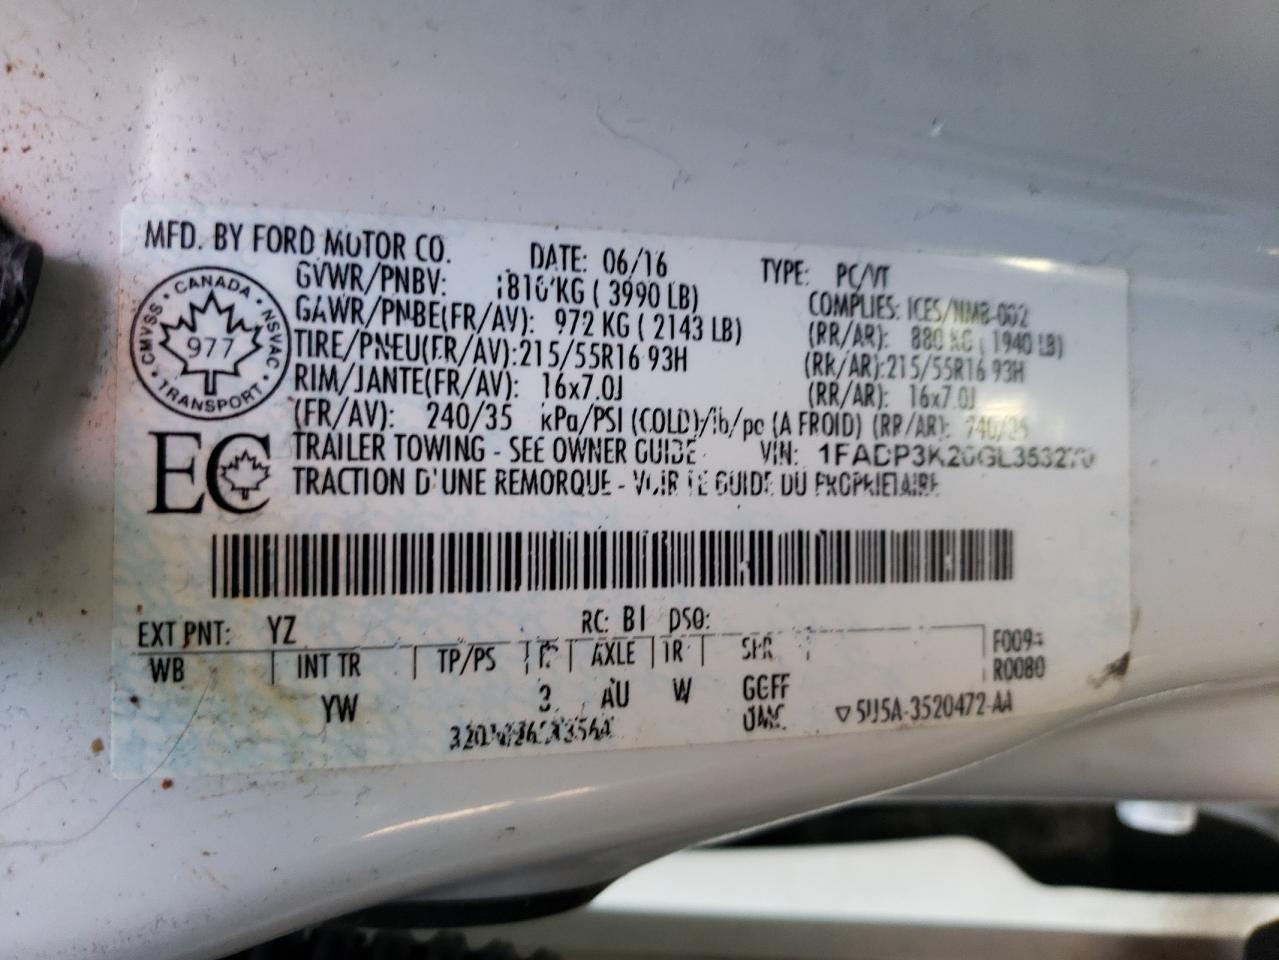 MFD. BY FORD MOTOR CO. DATE: 06/16 TYPE: PC/VT
GVWR/PNBV: 1810 KG ( 3990 LB) COMPLIES: ICES/NMB-002
GAWR/PNBE(FR/AV): 972 KG ( 2143 LB) (RR/AR): 880 KG ( 1940 LB)
TIRE/PNEU(FR/AV):215/55R16 93H (RR/AR):215/55R16 93H
RIM/JANTE(FR/AV): 16x7.0J (RR/AR): 16x7.0J
(FR/AV): 240/35 kPa/PSI (COLD)/lb/pc (A FROID) (RR/AR): 240/35
TRAILER TOWING - SEE OWNER GUIDE VIN:
TRACTION D'UNE REMORQUE - VOIR LE GUIDE DU PROPRIETAIRE
CANADA
CMVSS 977 NSVAC
TRANSPORT
EC
EXT PNT: YZ RC: B1 DSO:
WB INT TR TP/PS R AXLE TR SPR R0080
YW 3 AU W GGFF
UAMC ▽5U5A-3520472-AA